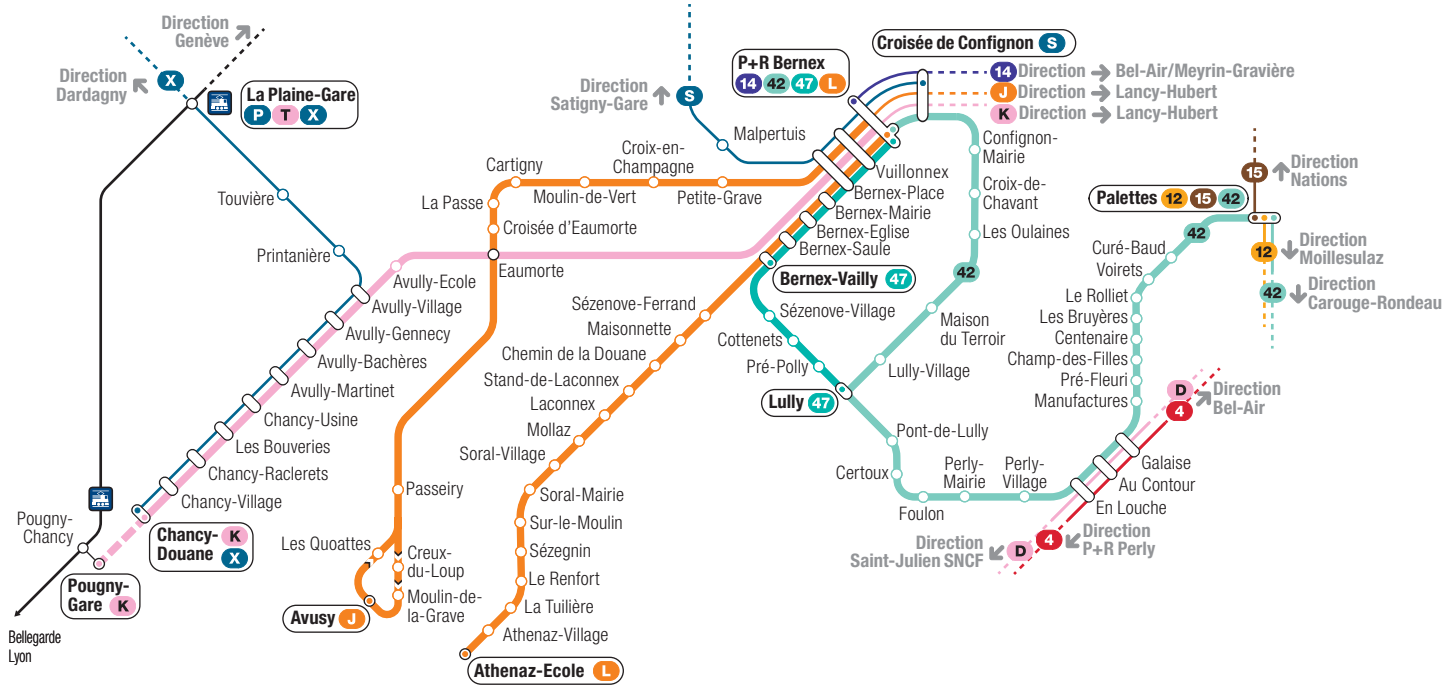 Direction
Genève
Direction
Dardagny
X
La Plaine-Gare
P T X
Touvière
Printanière
Avully-Ecole
Avully-Village
Avully-Gennecy
Avully-Bachères
Avully-Martinet
Chancy-Usine
Les Bouveries
Chancy-Raclerets
Chancy-Village
Chancy-
Douane
K
X
Pougny-
Chancy
Pougny-
Gare K
Bellegarde
Lyon
Direction
Satigny-Gare
S
Malpertuis
P+R Bernex
14 42 47 L
Croisée de Confignon S
14 Direction Bel-Air/Meyrin-Gravière
J Direction Lancy-Hubert
K Direction Lancy-Hubert
Cartigny
Croix-en-
Champagne
La Passe
Moulin-de-Vert
Petite-Grave
Croisée d'Eaumorte
Eaumorte
Passeiry
Les Quoattes
Creux-
du-Loup
Moulin-de-
la-Grave
Avusy J
Vuillonnex
Bernex-Place
Bernex-Mairie
Bernex-Eglise
Bernex-Saule
Bernex-Vailly 47
Sézenove-Ferrand
Maisonnette
Chemin de la Douane
Stand-de-Laconnex
Laconnex
Mollaz
Soral-Village
Soral-Mairie
Sur-le-Moulin
Sézegnin
Le Renfort
La Tuilière
Athenaz-Village
Athenaz-Ecole L
Sézenove-Village
Cottenets
Pré-Polly
Lully 47
Confignon-
Mairie
Croix-de-
Chavant
Les Oulaines
42
Maison
du Terroir
Lully-Village
Pont-de-Lully
Certoux
Foulon
Perly-
Mairie
Perly-
Village
En Louche
Au Contour
Galaise
Direction
Saint-Julien SNCF
D
4
Direction
P+R Perly
D
4
Direction
Bel-Air
Manufactures
Pré-Fleuri
Champ-des-Filles
Centenaire
Les Bruyères
Le Rolliet
Voirets
Curé-Baud
42
Palettes 12 15 42
15
Direction
Nations
12
Direction
Moillesulaz
42
Direction
Carouge-Rondeau